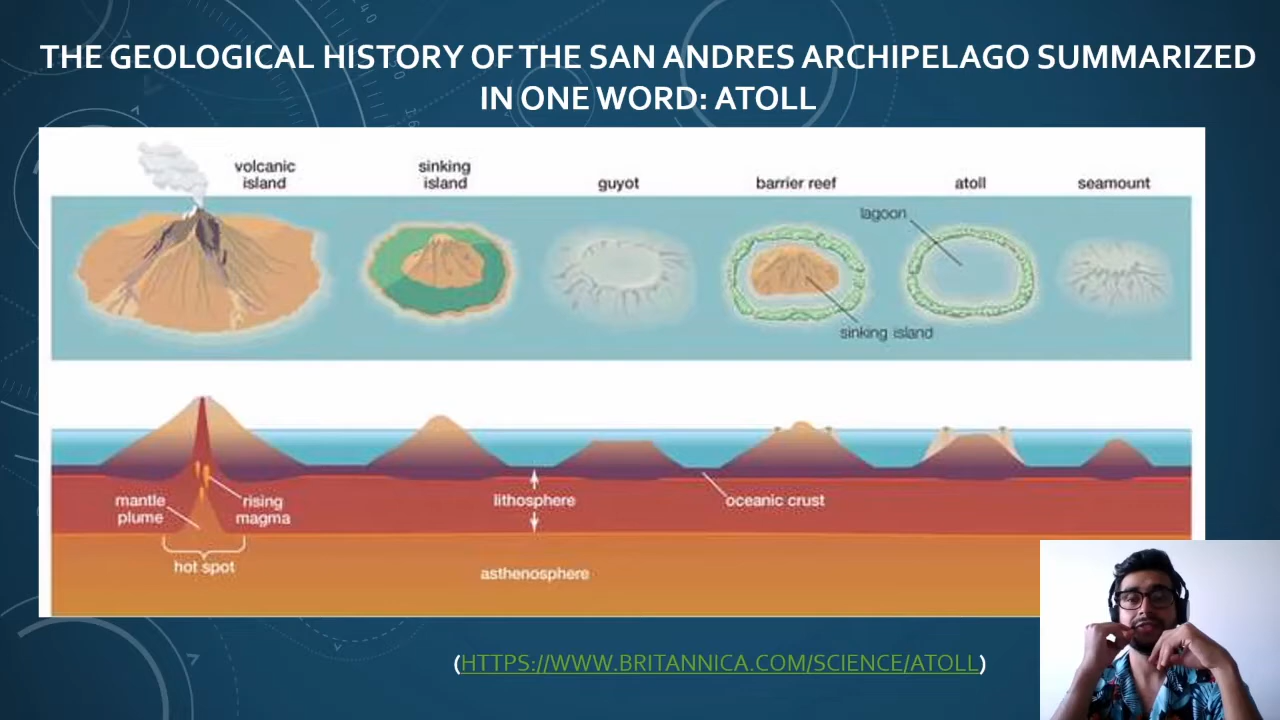 THE GEOLOGICAL HISTORY OF THE SAN ANDRES ARCHIPELAGO SUMMARIZED
IN ONE WORD: ATOLL
volcanic
island
sinking
island
guyot
barrier reef
atoll
seamount
lagoon
sinking island
mantle
plume
rising
magma
hot spot
lithosphere
oceanic crust
asthenosphere
(HTTPS://WWW.BRITANNICA.COM/SCIENCE/ATOLL)